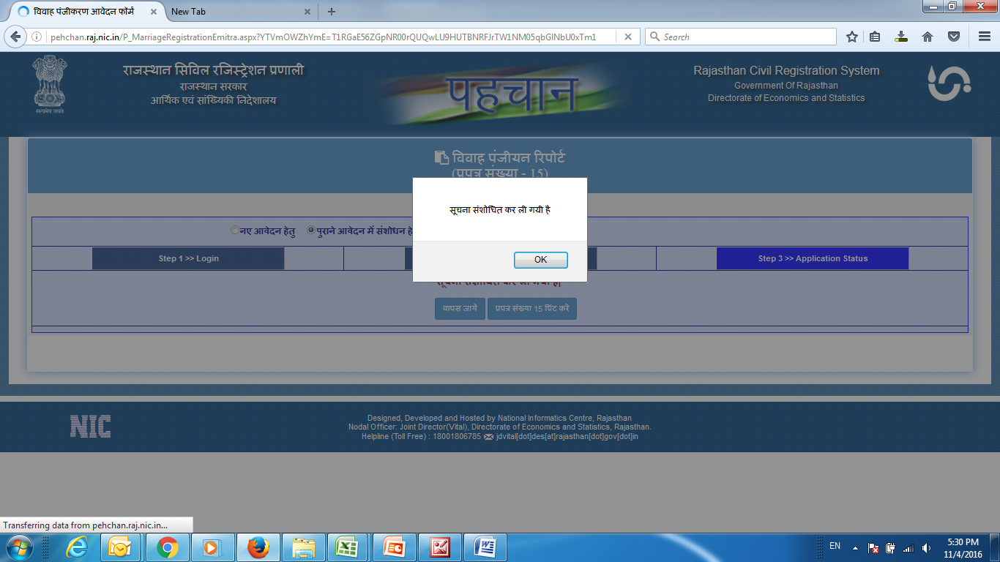 विवाह पंजीकरण आवेदन फॉर्म
New Tab
pehchan.raj.nic.in/P_MarriageRegistrationEmitra.aspx?YTVmOWZhYmE=T1RGaE56ZGpNR00rQUQwLU9HUTBNRFJrTW1NM05qbGlNbU0xTm1
Search
सत्यमेव जयते
राजस्थान सिविल रजिस्ट्रेशन प्रणाली
राजस्थान सरकार
आर्थिक एवं सांख्यिकी निदेशालय
पहचान
Rajasthan Civil Registration System
Government Of Rajasthan
Directorate of Economics and Statistics
विवाह पंजीयन रिपोर्ट
(प्रपत्र संख्या - 15)
सूचना संशोधित कर ली गयी है
OK
नए आवेदन हेतु पुराने आवेदन में संशोधन हे
Step 1 >> Login
Step 3 >> Application Status
सूचना संशोधित कर ली गयी है|
वापस जाये प्रपत्र संख्या 15 प्रिंट करे
NIC
Designed, Developed and Hosted by National Informatics Centre, Rajasthan
Nodal Officer: Joint Director(Vital), Directorate of Economics and Statistics, Rajasthan.
Helpline (Toll Free) : 18001806785 jdvital[dot]des[at]rajasthan[dot]gov[dot]in
Transferring data from pehchan.raj.nic.in...
EN
5:30 PM
11/4/2016